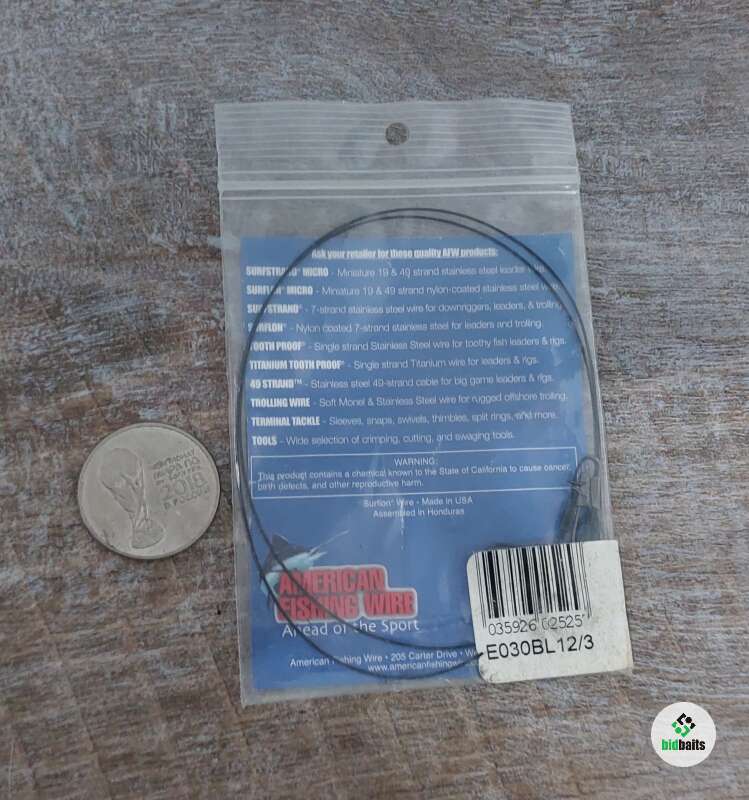 Ask your retailer for these quality AFW products:
SURFSTRAND® MICRO - Miniature 19 & 49 strand stainless steel leader wire.
SURFLON® MICRO - Miniature 19 & 49 strand nylon-coated stainless steel wire.
SURFSTRAND® - 7-strand stainless steel wire for downriggers, leaders, & trolling.
SURFLON® - Nylon coated 7-strand stainless steel for leaders and trolling.
TOOTH PROOF® - Single strand Stainless Steel wire for toothy fish leaders & rigs.
TITANIUM TOOTH PROOF® - Single strand Titanium wire for leaders & rigs.
49 STRAND™ - Stainless steel 49-strand cable for big game leaders & rigs.
TROLLING WIRE - Soft Monel & Stainless Steel wire for rugged offshore trolling.
TERMINAL TACKLE - Sleeves, snaps, swivels, thimbles, split rings, and more.
TOOLS - Wide selection of crimping, cutting, and swaging tools.
WARNING:
This product contains a chemical known to the State of California to cause cancer,
birth defects, and other reproductive harm.
Surflon® Wire - Made in USA
Assembled in Honduras
2018
AMERICAN
FISHING WIRE
Ahead of the Sport
American Fishing Wire • 205 Carter Drive •
www.americanfishing
035926 02525
E030BL12/3
bidbaits